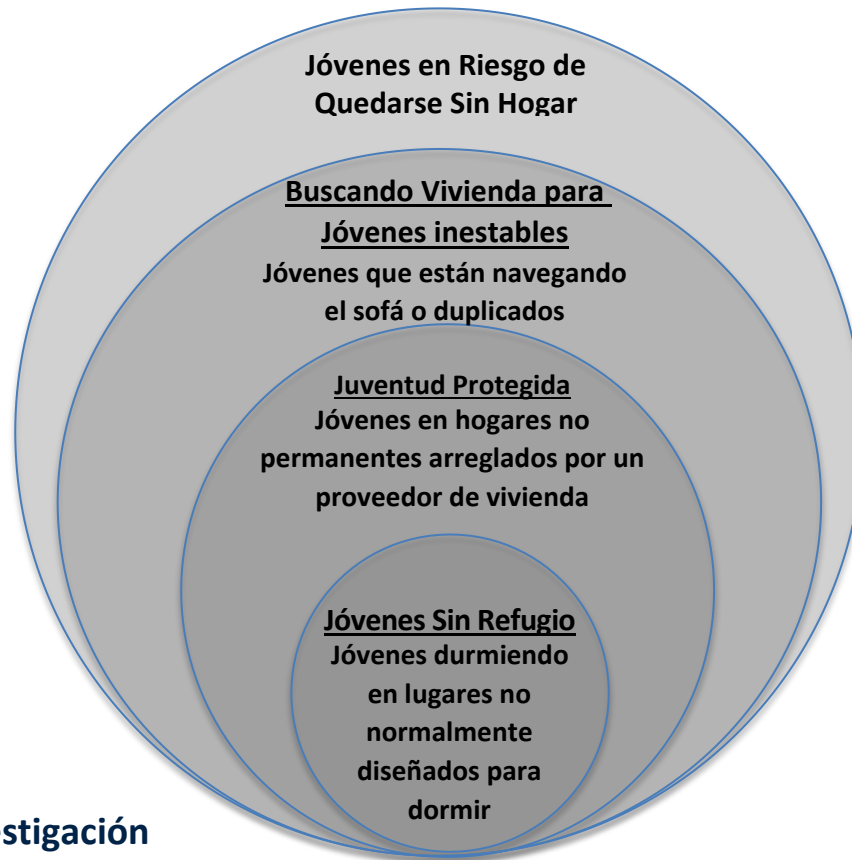 Jóvenes en Riesgo de
Quedarse Sin Hogar
Buscando Vivienda para
Jóvenes inestables
Jóvenes que están navegando
el sofá o duplicados
Juventud Protegida
Jóvenes en hogares no
permanentes arreglados por un
proveedor de vivienda
Jóvenes Sin Refugio
Jóvenes durmiendo
en lugares no
normalmente
diseñados para
dormir
estigación